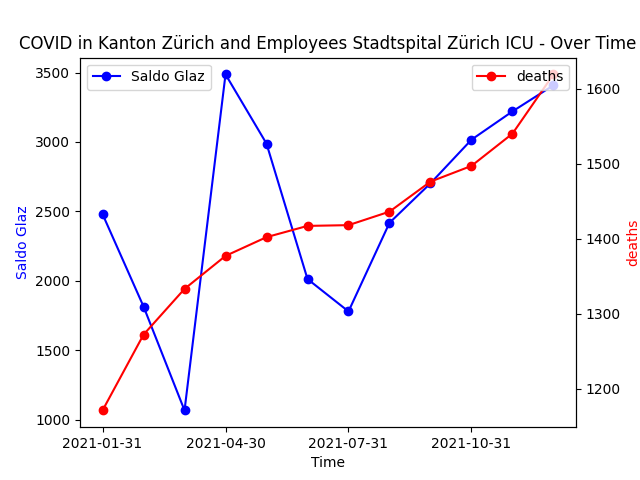 COVID in Kanton Zürich and Employees Stadtspital Zürich ICU - Over Time
Saldo Glaz
deaths
3500
3000
2500
2000
1500
1000
Saldo Glaz
1600
1500
1400
1300
1200
deaths
2021-01-31 2021-04-30 2021-07-31 2021-10-31
Time